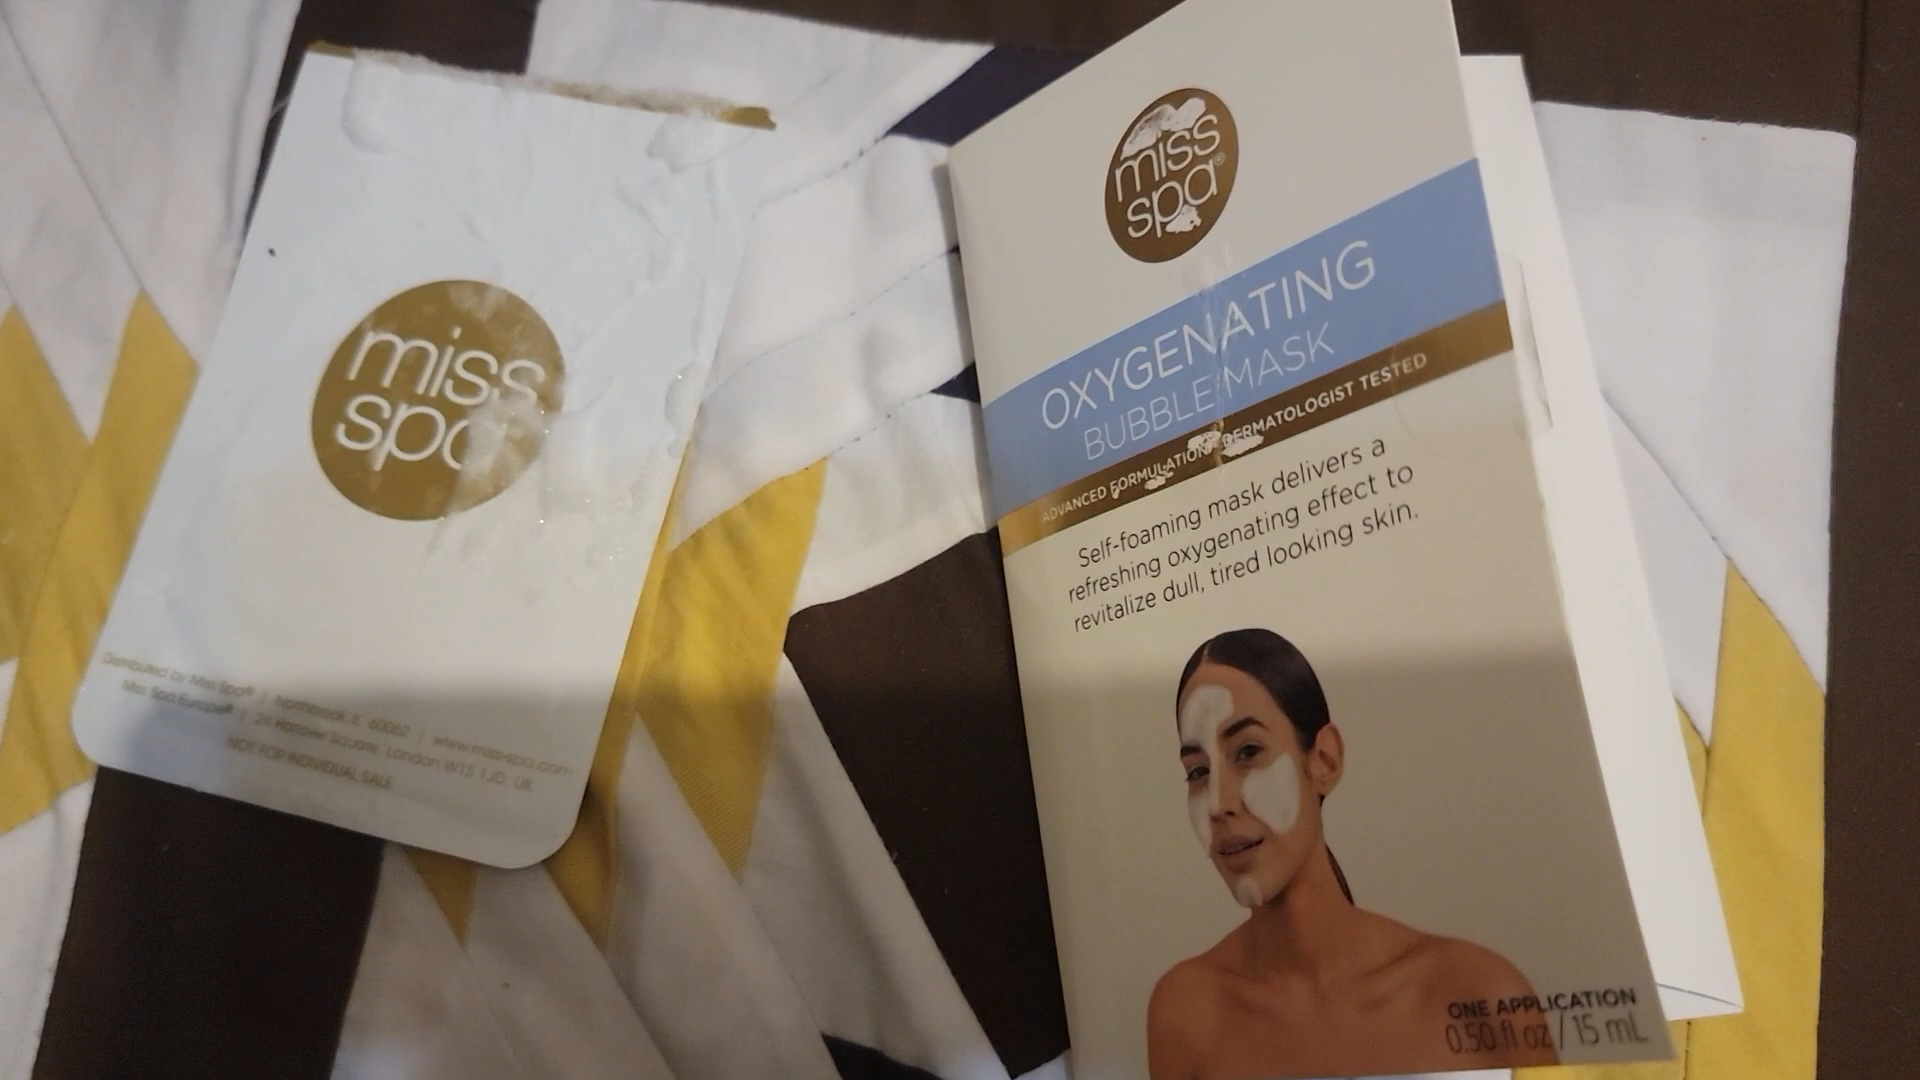 miss
spa
Distributed by Miss Spa® | Northbrook, IL 60062 | www.miss-spa.com
Miss Spa Europe® | 24 Hanover Square, London W1S 1JD, UK
NOT FOR INDIVIDUAL SALE
miss
spa®
OXYGENATING
BUBBLE MASK
ADVANCED FORMULATION DERMATOLOGIST TESTED
Self-foaming mask delivers a
refreshing oxygenating effect to
revitalize dull, tired looking skin.
ONE APPLICATION
0.50 fl oz / 15 mL